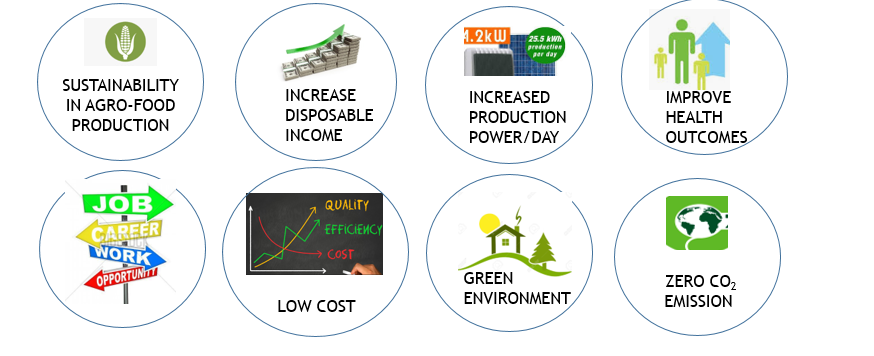 SUSTAINABILITY
IN AGRO-FOOD
PRODUCTION
INCREASE
DISPOSABLE
INCOME
4.2kW
25.5 kWh
production
per day
INCREASED
PRODUCTION
POWER/DAY
IMPROVE
HEALTH
OUTCOMES
JOB
CAREER
WORK
OPPORTUNITY
QUALITY
EFFICIENCY
COST
LOW COST
GREEN
ENVIRONMENT
ZERO CO₂
EMISSION